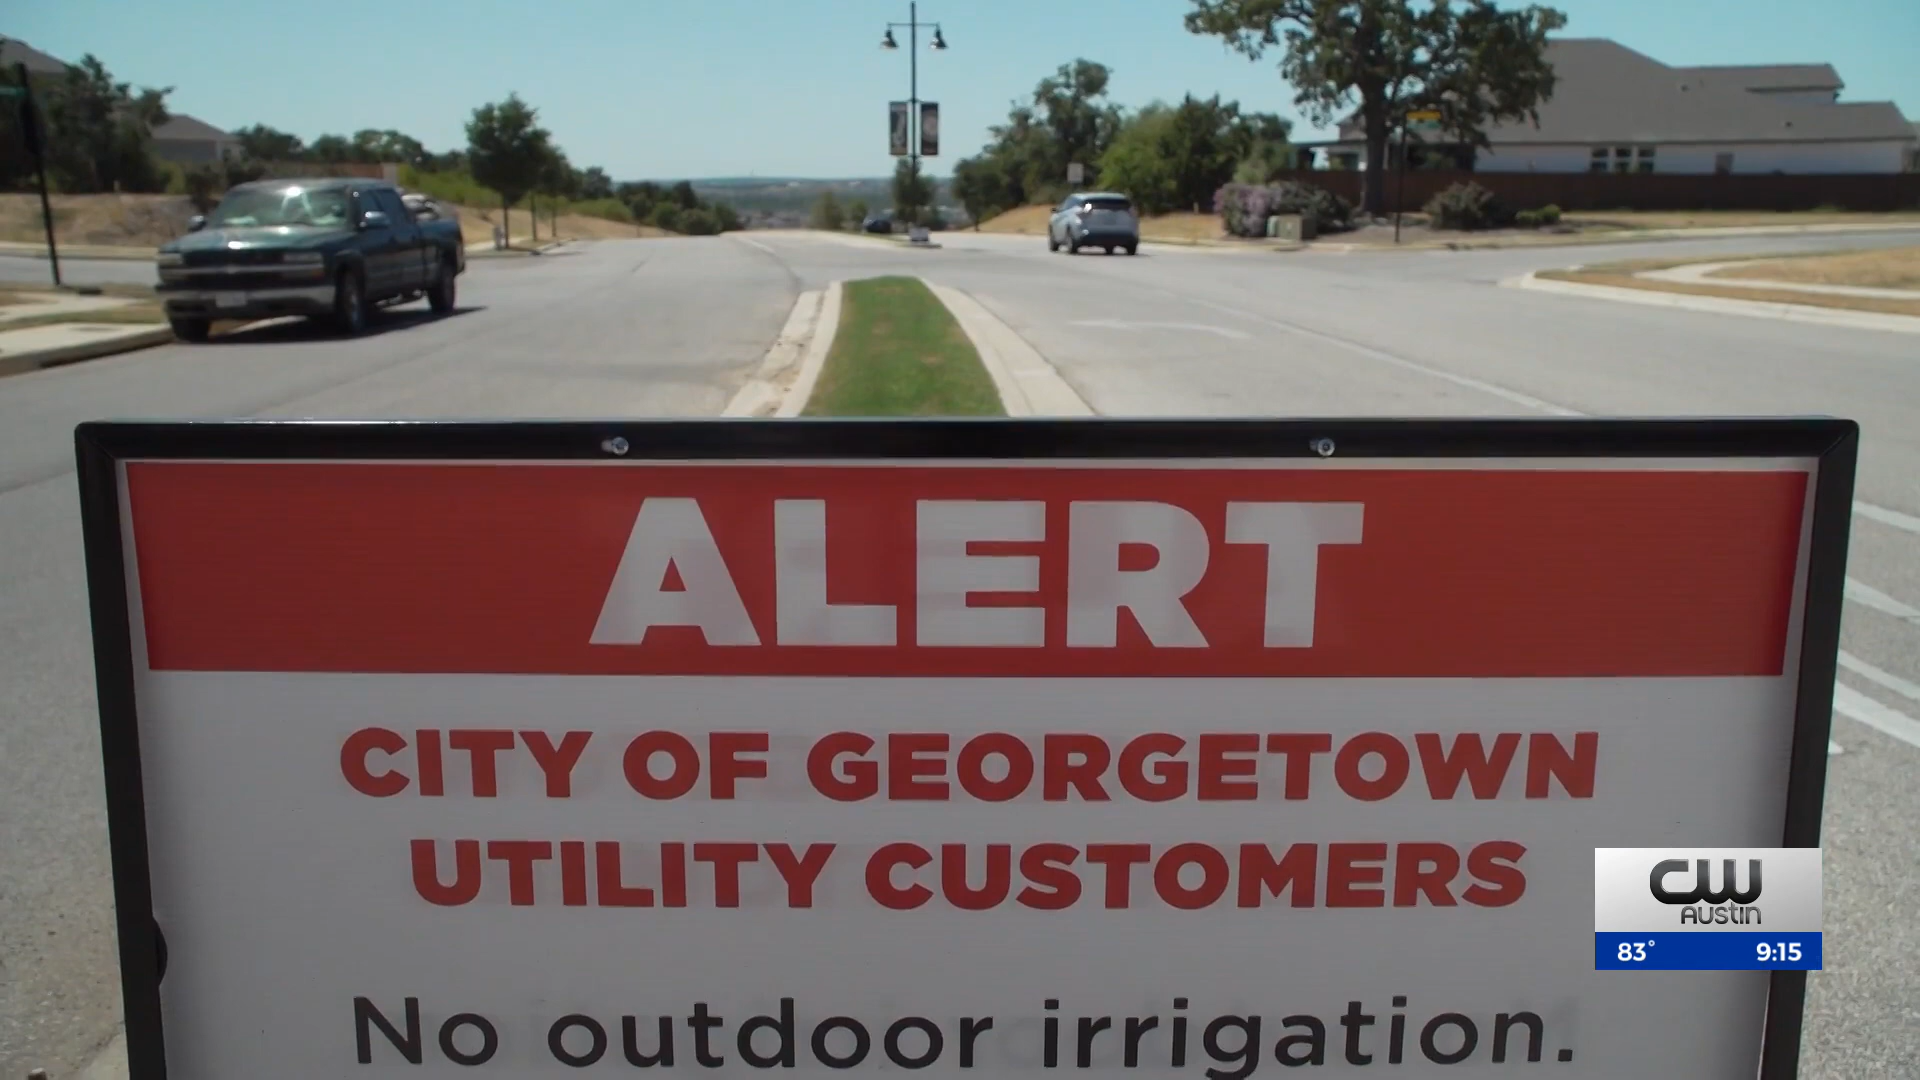 ALERT
CITY OF GEORGETOWN
UTILITY CUSTOMERS
No outdoor irrigation.
CW
AUSTIN
83° 9:15